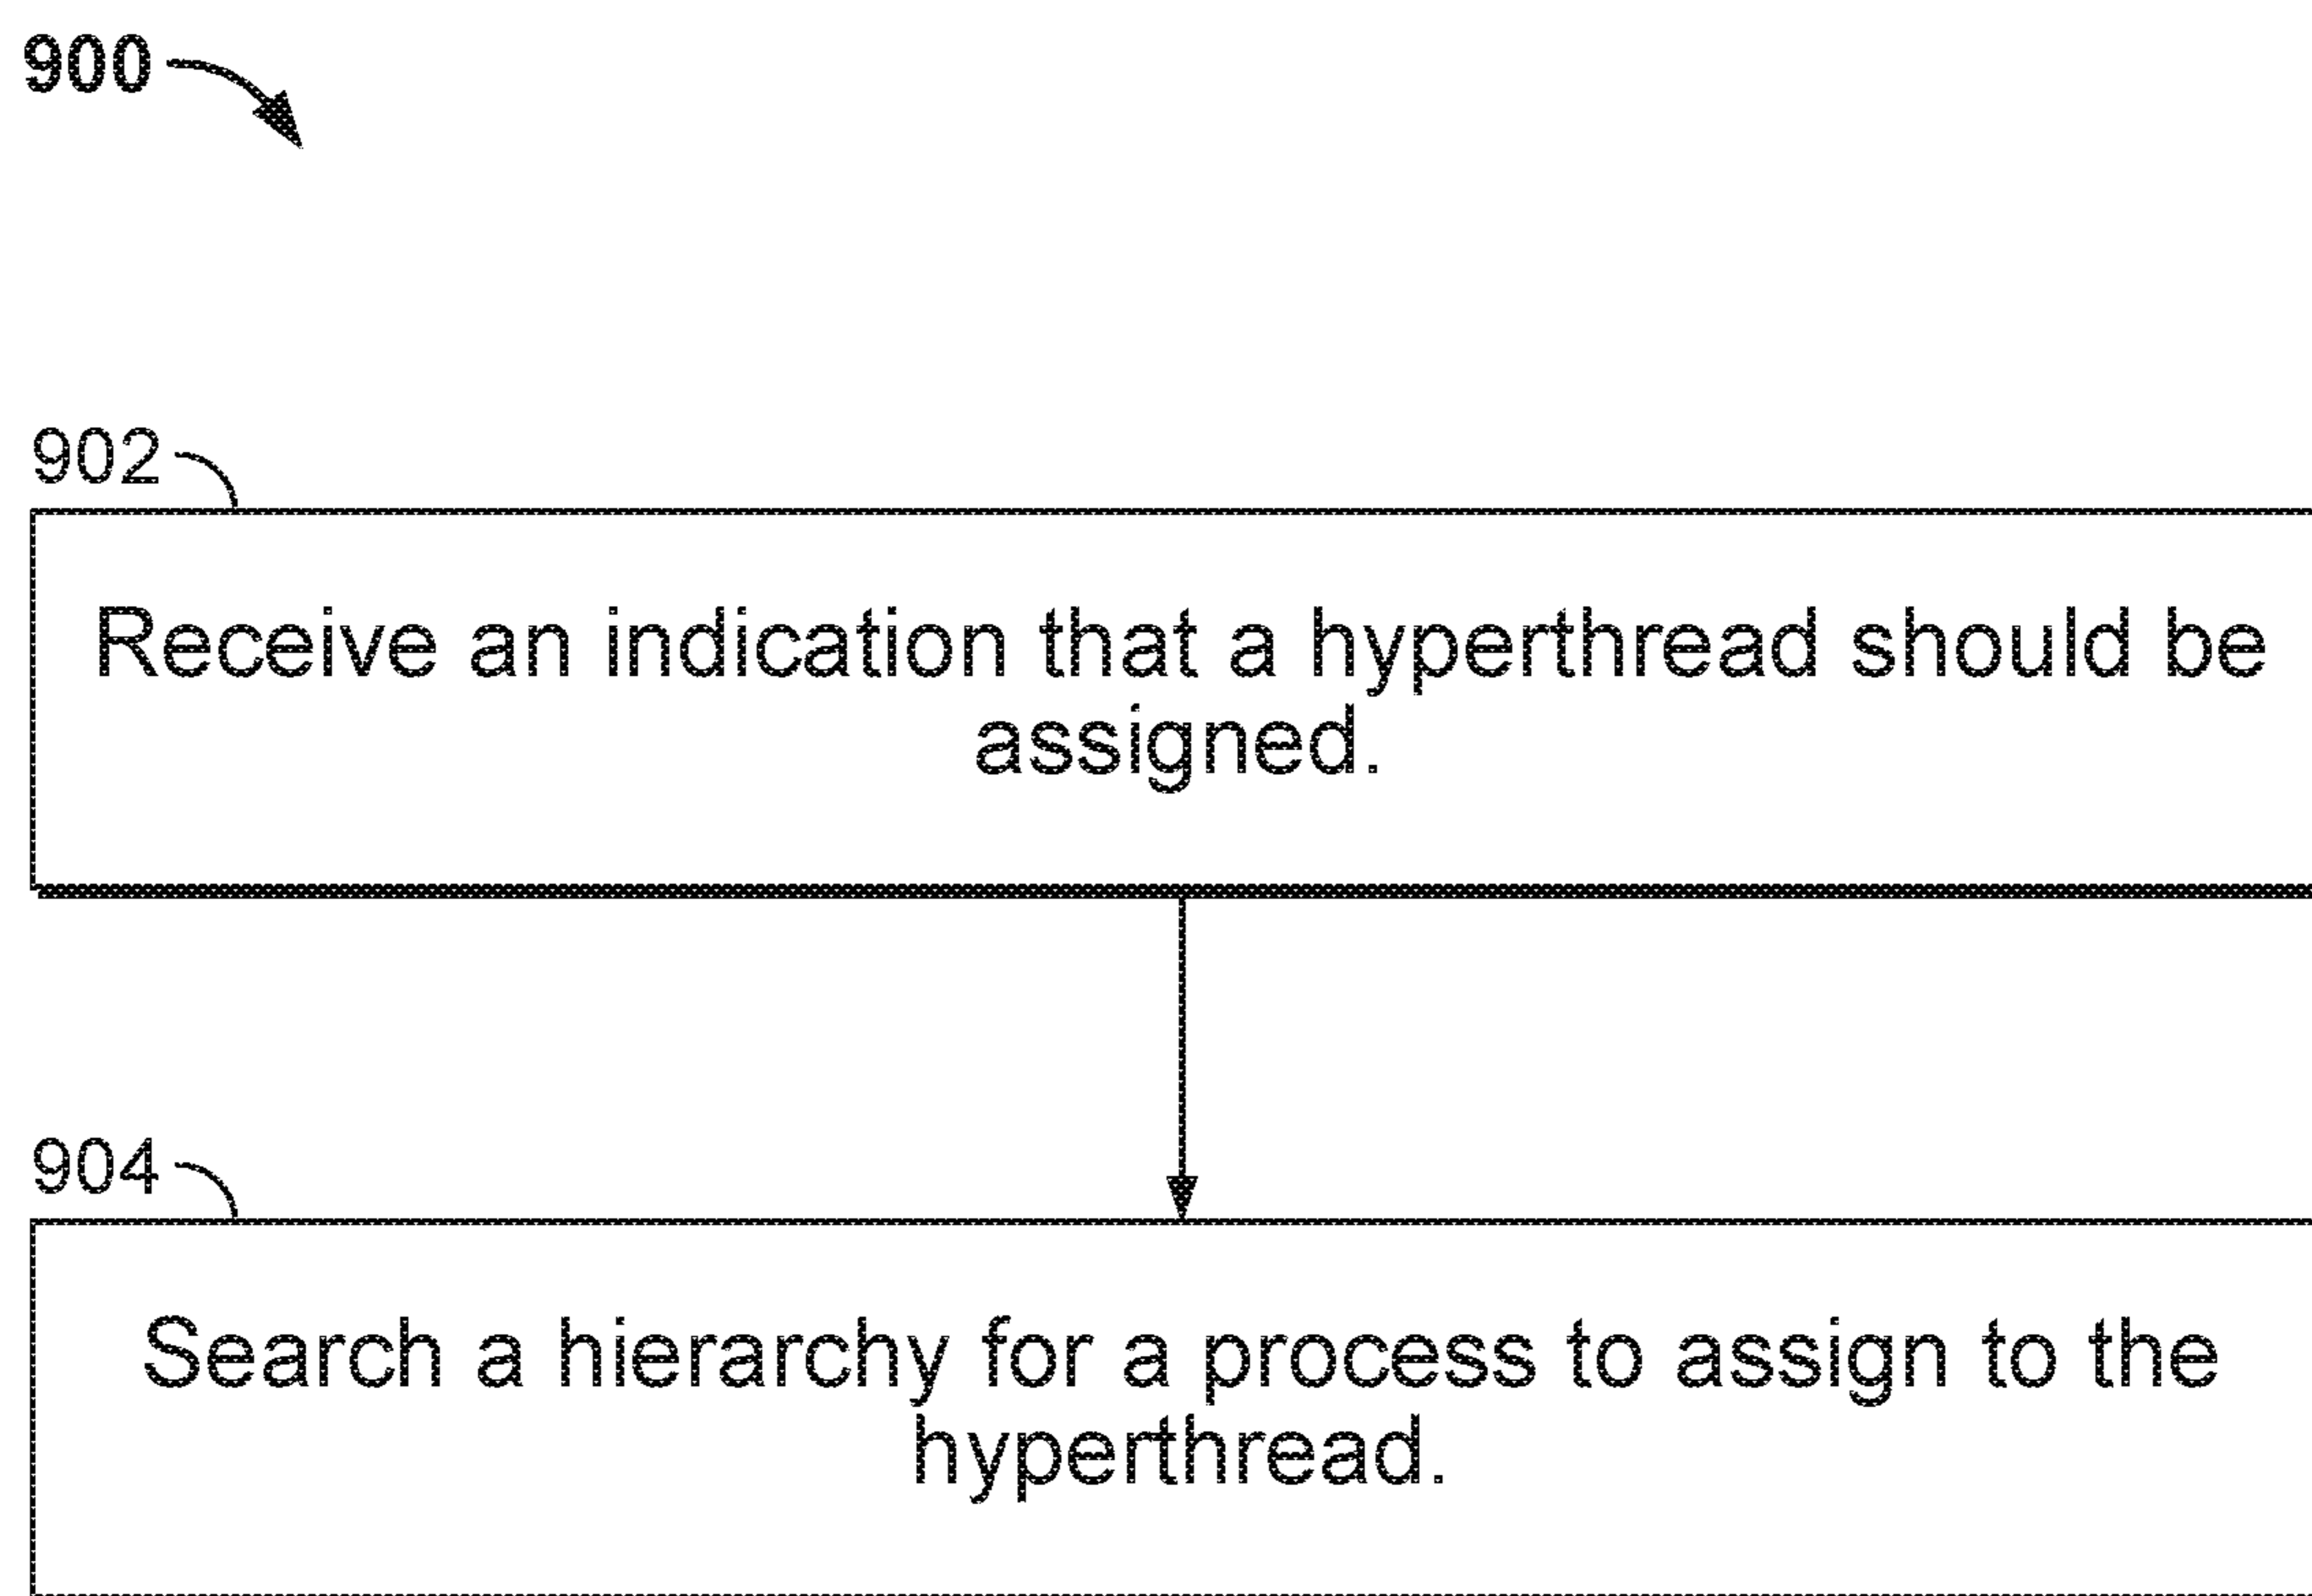 900
902
Receive an indication that a hyperthread should be
assigned.
904
Search a hierarchy for a process to assign to the
hyperthread.